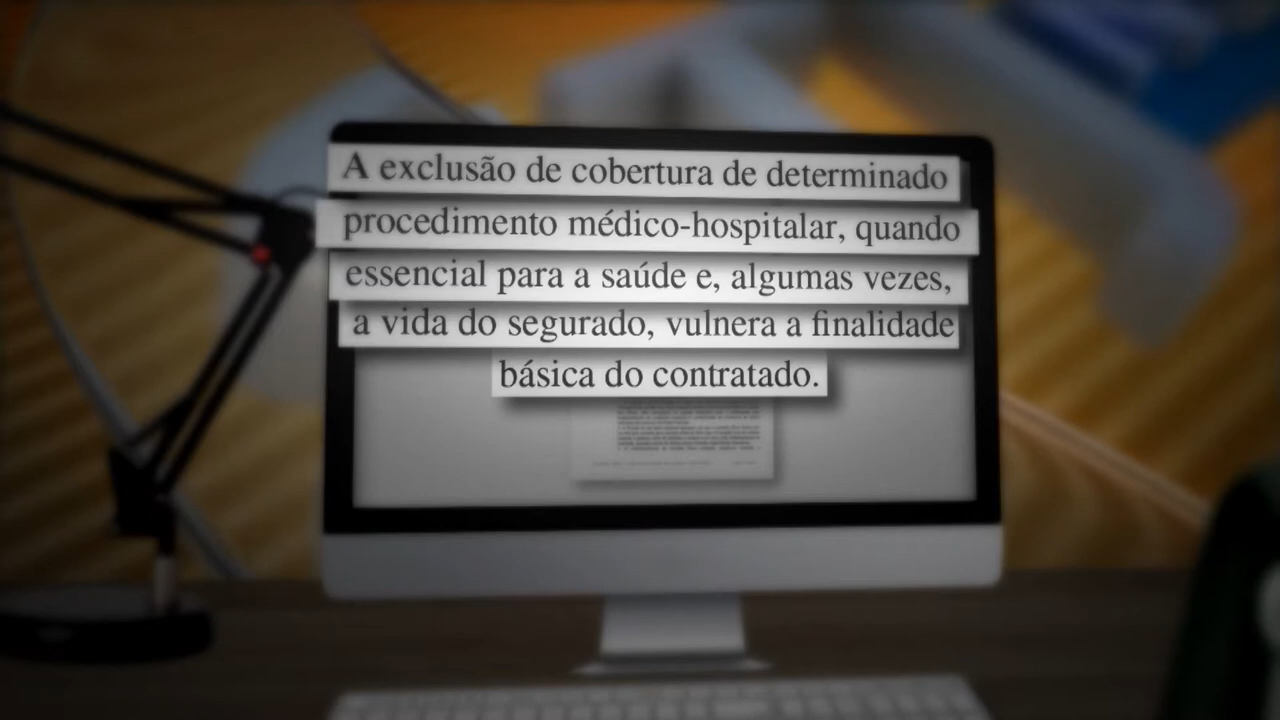 A exclusão de cobertura de determinado
procedimento médico-hospitalar, quando
essencial para a saúde e, algumas vezes,
a vida do segurado, vulnera a finalidade
básica do contratado.